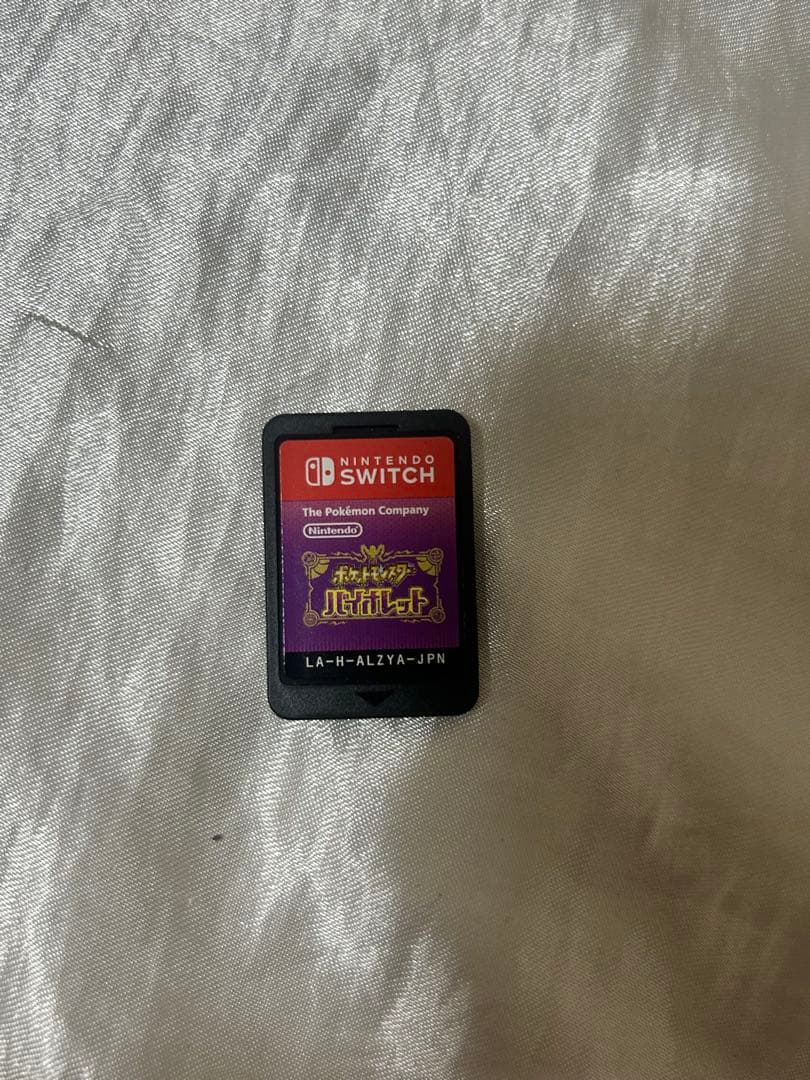 NINTENDO
SWITCH
The Pokémon Company
Nintendo
ポケットモンスター
バイオレット
LA-H-ALZYA-JPN